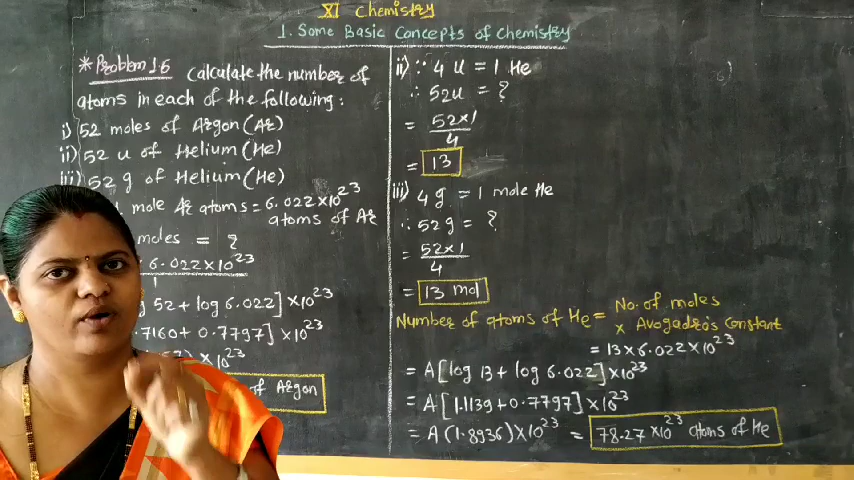 XI Chemistry
1. Some Basic Concepts of Chemistry
* Problem 1.5 Calculate the number of
atoms in each of the following:
i) 52 moles of Argon (Ar)
ii) 52 u of Helium (He)
iii) 52 g of Helium (He)
mole Ar atoms = 6.022×10²³
atoms of Ar
moles = ?
6.022×10²³
1
52 + log 6.022] ×10²³
.7160 + 0.7797] ×10²³
) ×10²³
of Argon
ii) ∵ 4 u = 1 He
∴ 52u = ?
= 52×1/4
= 13
iii) 4 g = 1 mole He
∴ 52g = ?
= 52×1/4
= 13 mol
Number of atoms of He = No. of moles
× Avogadro's Constant
= 13×6.022×10²³
= A[log 13 + log 6.022]×10²³
= A[1.1139+0.7797]×10²³
= A(1.8936)×10²³ = 78.27×10²³ atoms of He